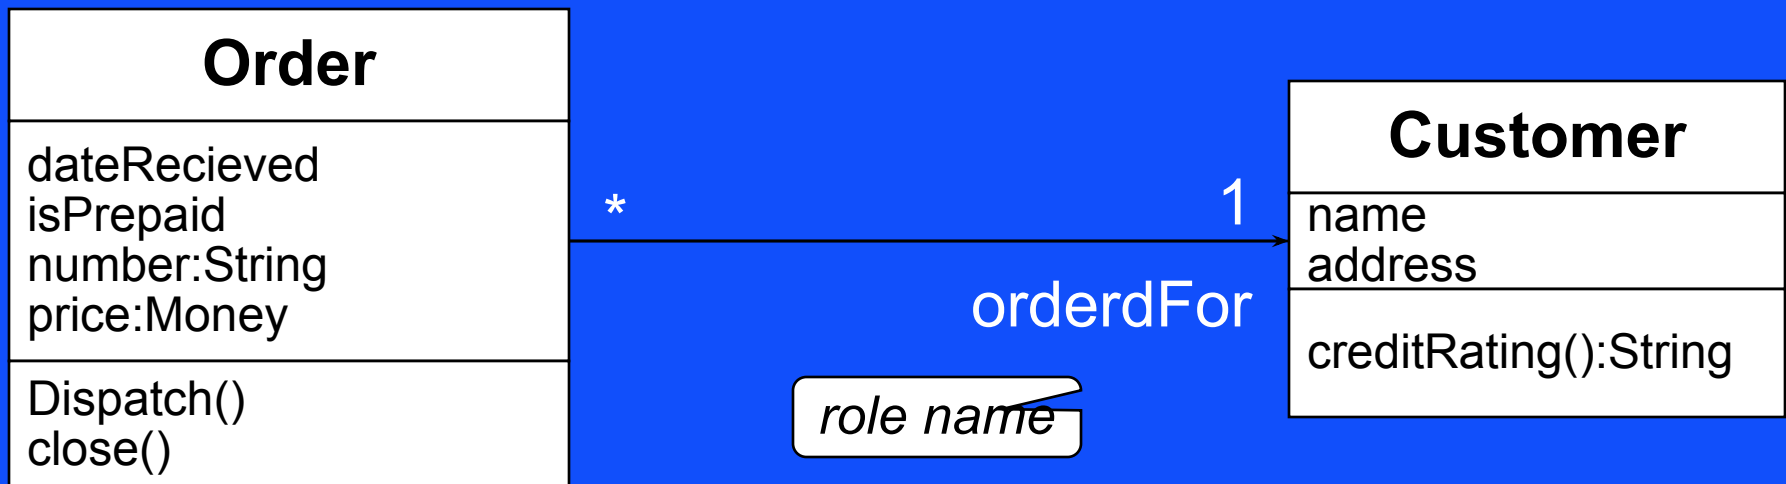 Order
dateRecieved
isPrepaid
number:String
price:Money
Dispatch()
close()
*
1
orderdFor
role name
Customer
name
address
creditRating():String